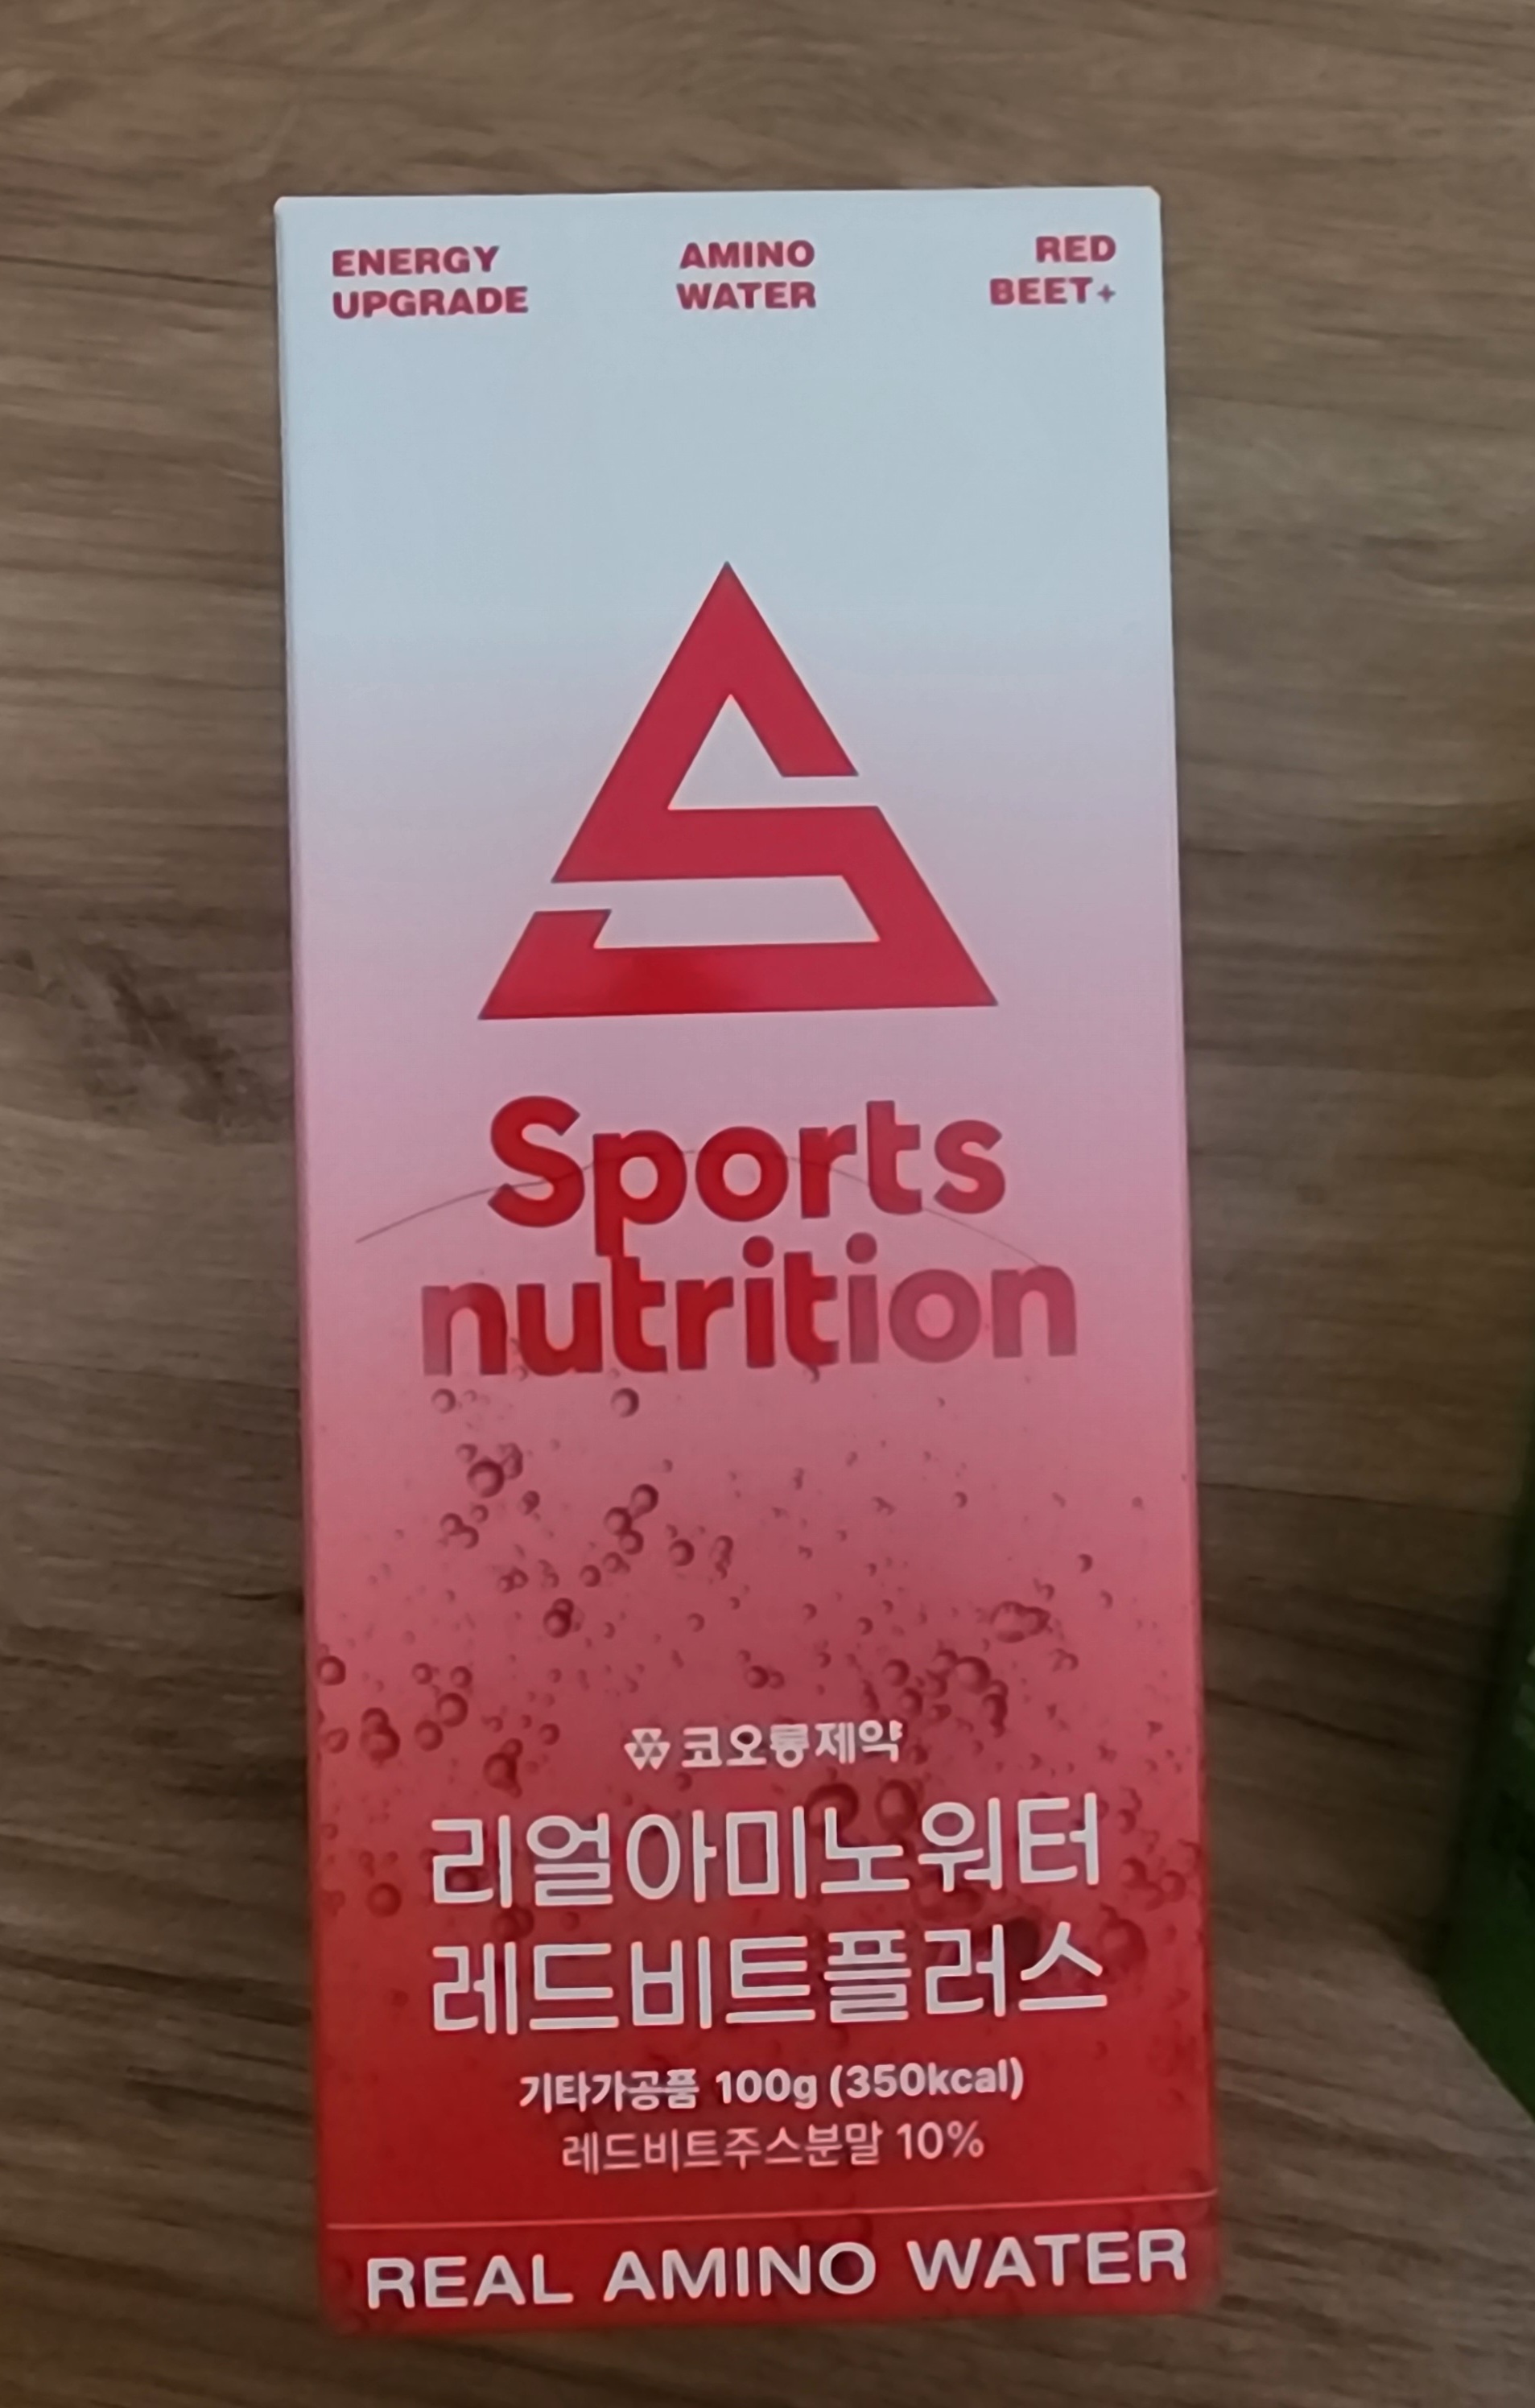 ENERGY
UPGRADE
AMINO
WATER
RED
BEET+
Sports
nutrition
코오롱제약
리얼아미노워터
레드비트플러스
기타가공품 100g (350kcal)
레드비트주스분말 10%
REAL AMINO WATER